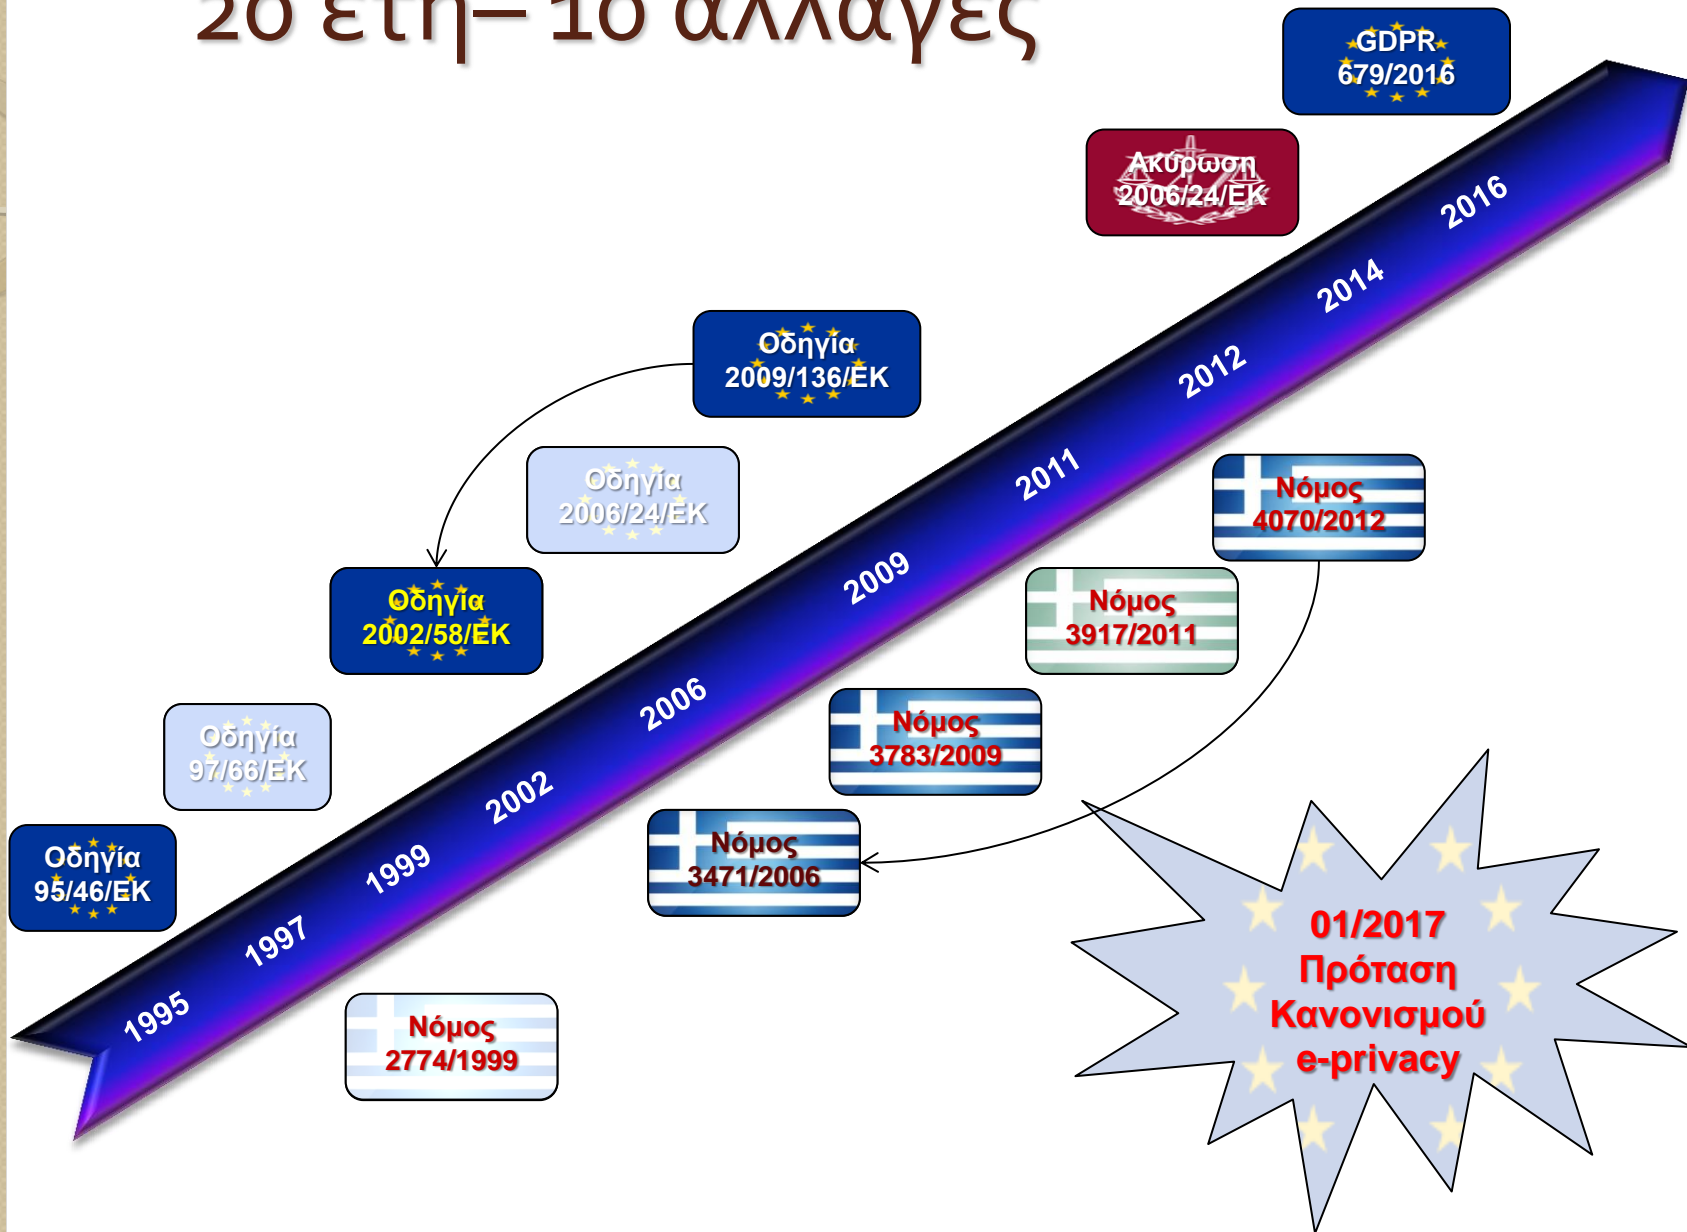 20 έτη– 10 αλλαγές
GDPR
679/2016
Ακύρωση
2006/24/ΕΚ
2016
2014
Οδηγία
2009/136/ΕΚ
2012
Οδηγία
2006/24/ΕΚ
2011
Νόμος
4070/2012
Οδηγία
2002/58/ΕΚ
2009
Νόμος
3917/2011
Οδηγία
97/66/ΕΚ
2006
Νόμος
3783/2009
Οδηγία
95/46/ΕΚ
2002
Νόμος
3471/2006
1999
1997
1995
Νόμος
2774/1999
01/2017
Πρόταση
Κανονισμού
e-privacy